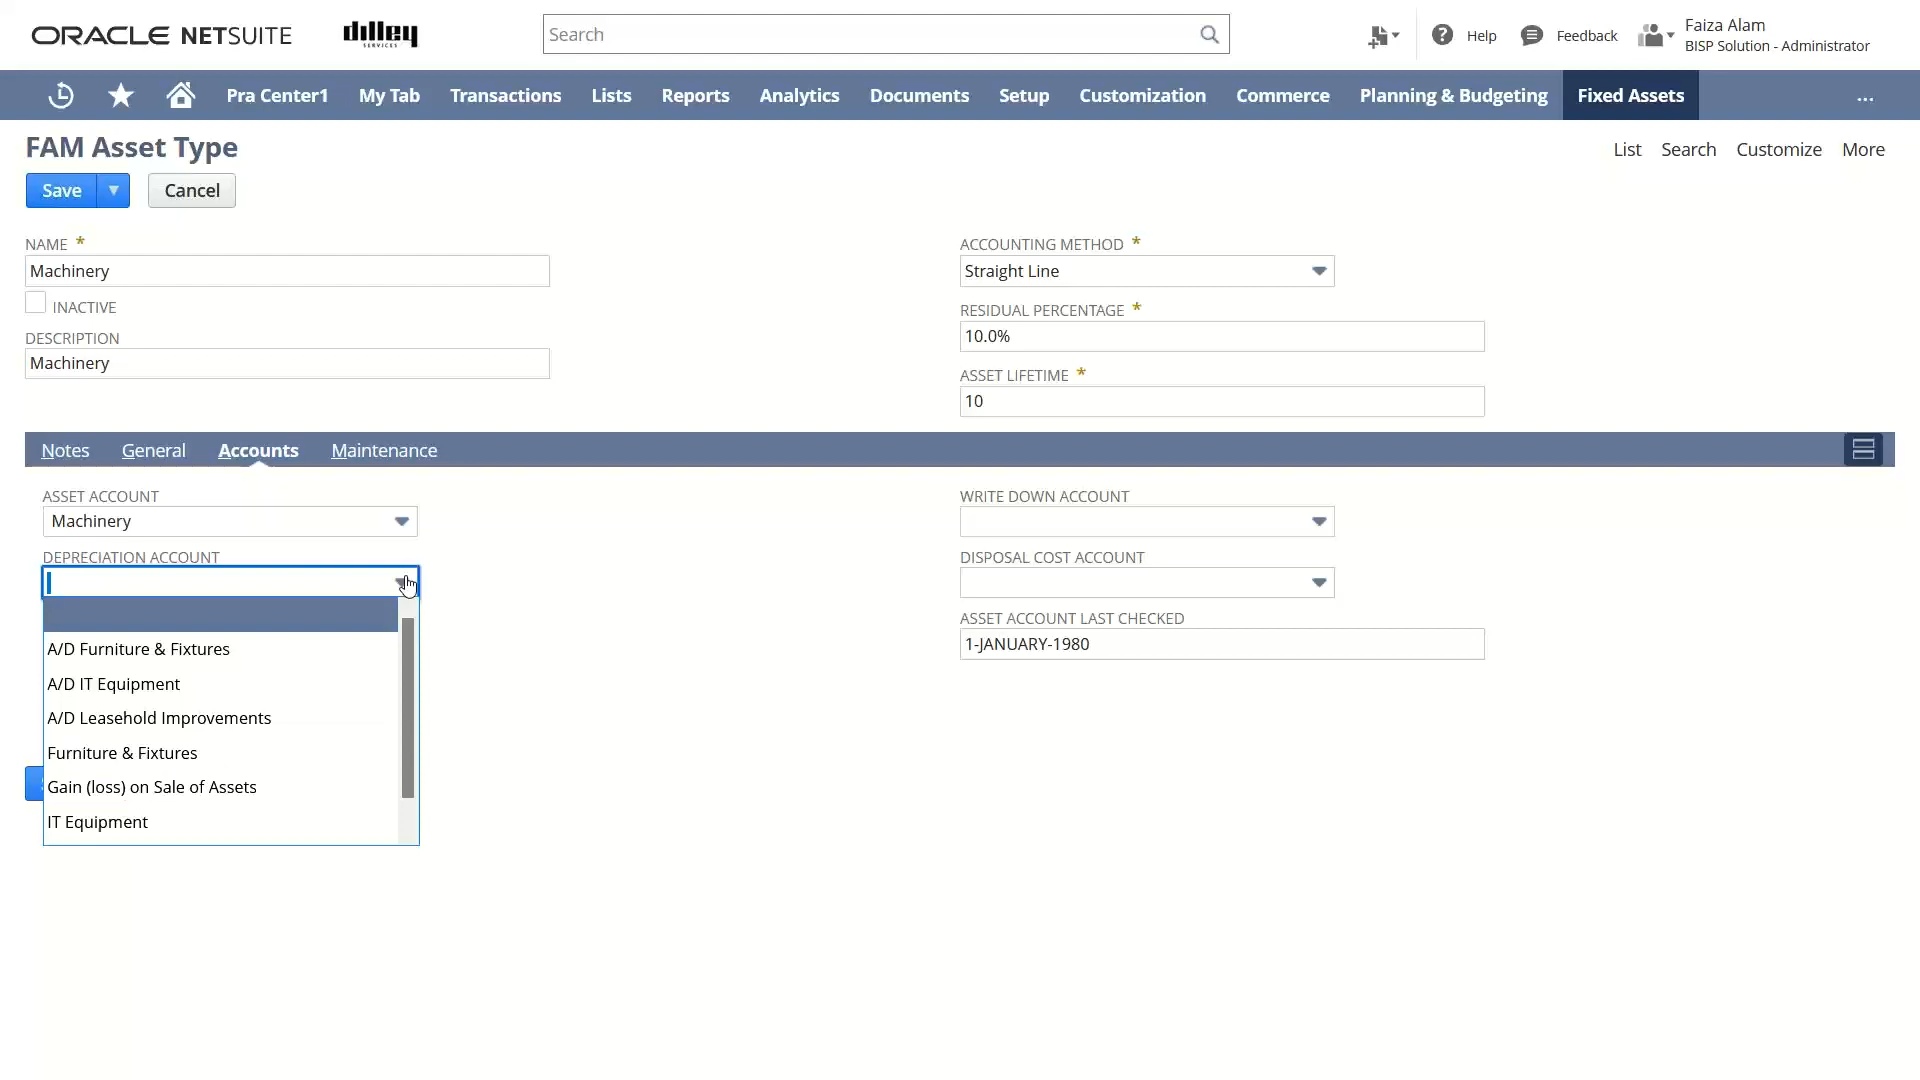 ORACLE NETSUITE
dilley
SERVICES
Search
Help
Feedback
Faiza Alam
BISP Solution - Administrator
Pra Center1
My Tab
Transactions
Lists
Reports
Analytics
Documents
Setup
Customization
Commerce
Planning & Budgeting
Fixed Assets
...
FAM Asset Type
List
Search
Customize
More
Save
Cancel
NAME *
Machinery
INACTIVE
DESCRIPTION
Machinery
ACCOUNTING METHOD *
Straight Line
RESIDUAL PERCENTAGE *
10.0%
ASSET LIFETIME *
10
Notes
General
Accounts
Maintenance
ASSET ACCOUNT
Machinery
DEPRECIATION ACCOUNT
A/D Furniture & Fixtures
A/D IT Equipment
A/D Leasehold Improvements
Furniture & Fixtures
Gain (loss) on Sale of Assets
IT Equipment
WRITE DOWN ACCOUNT
DISPOSAL COST ACCOUNT
ASSET ACCOUNT LAST CHECKED
1-JANUARY-1980